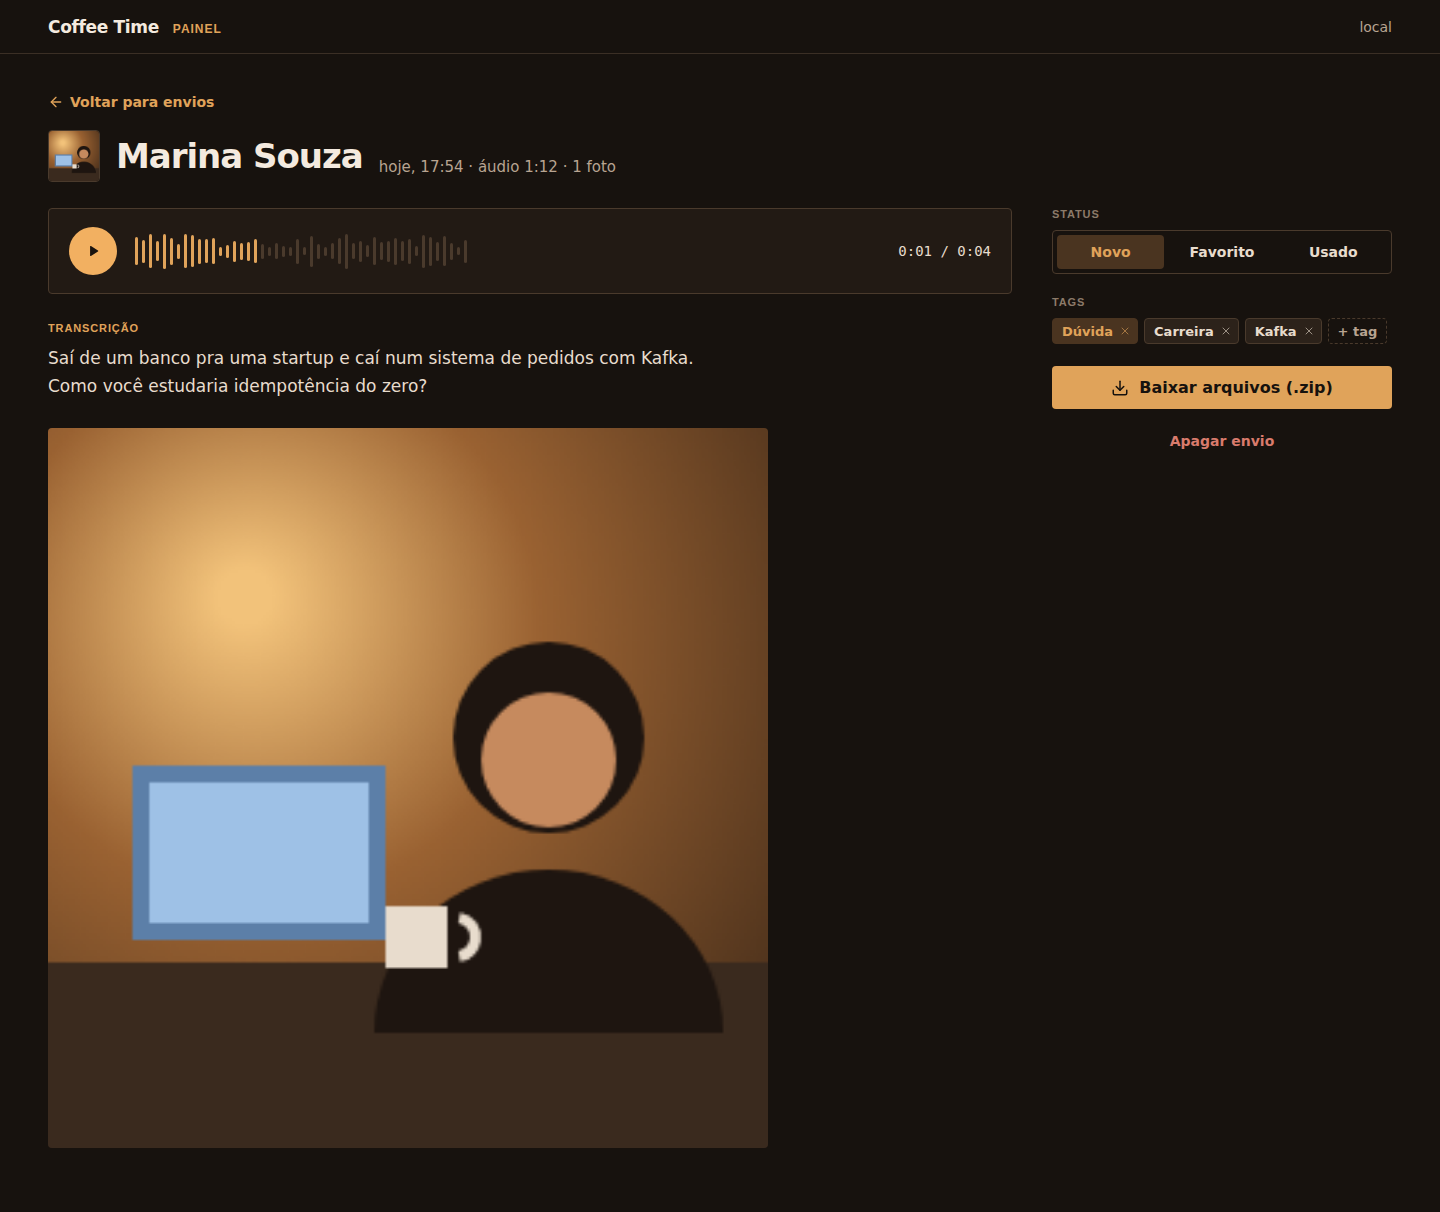 Coffee Time PAINEL
local
Voltar para envios
Marina Souza
hoje, 17:54 · áudio 1:12 · 1 foto
0:01 / 0:04
TRANSCRIÇÃO
Saí de um banco pra uma startup e caí num sistema de pedidos com Kafka.
Como você estudaria idempotência do zero?
STATUS
Novo Favorito Usado
TAGS
Dúvida × Carreira × Kafka × + tag
Baixar arquivos (.zip)
Apagar envio